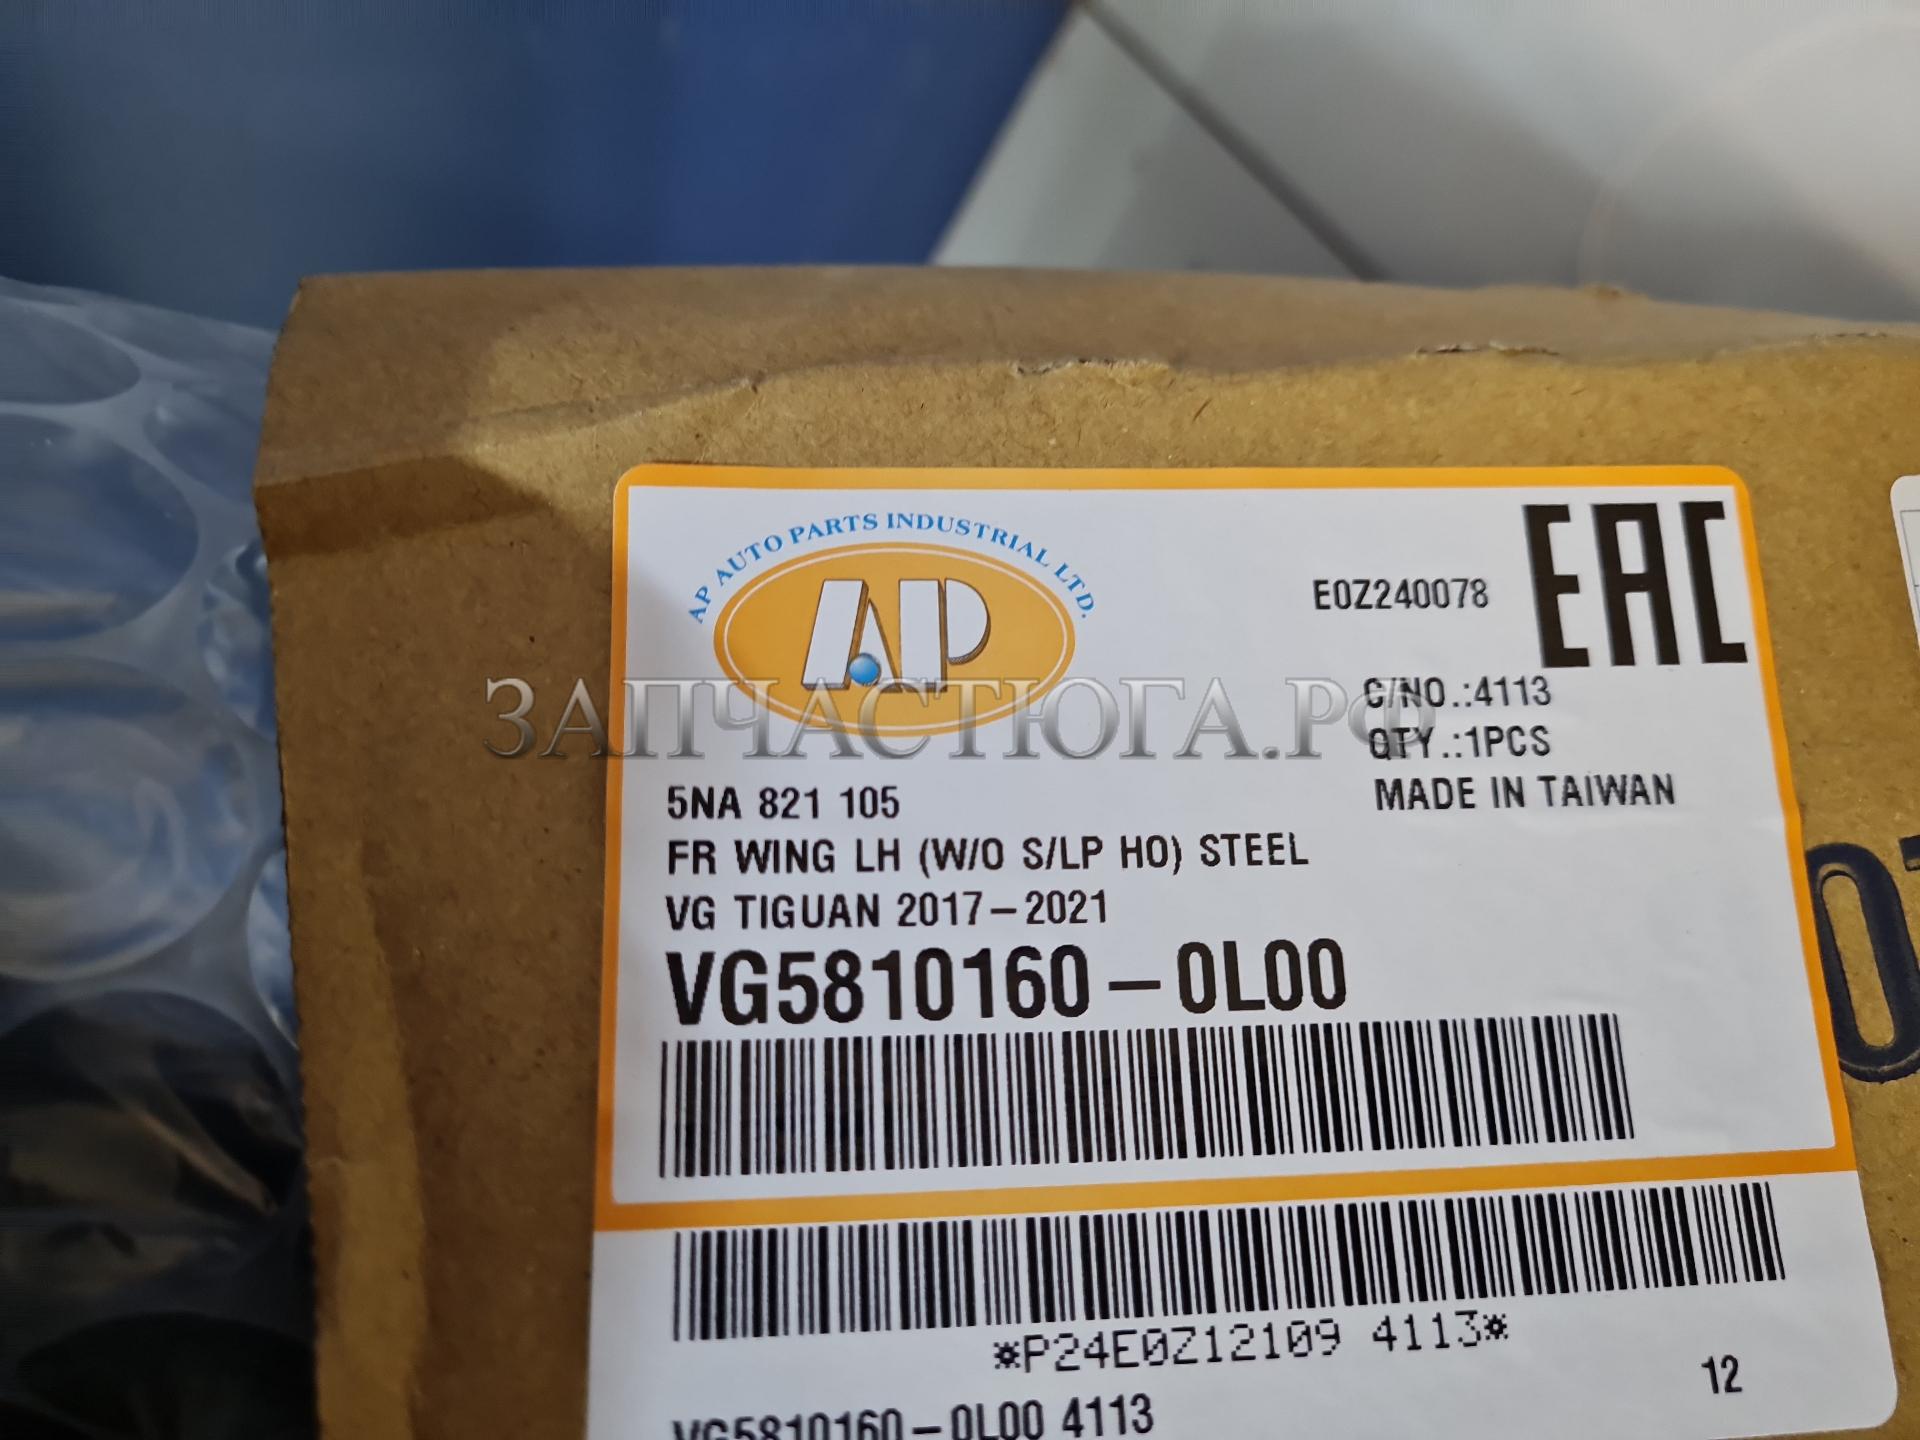 AP AUTO PARTS INDUSTRIAL LTD.
AP
E0Z240078
EAC
ЗАПЧАСТЮГА.РФ
C/NO.:4113
QTY.:1PCS
MADE IN TAIWAN
5NA 821 105
FR WING LH (W/O S/LP HO) STEEL
VG TIGUAN 2017-2021
VG5810160-0L00
*P24E0Z12109 4113*
12
VG5810160-0L00 4113